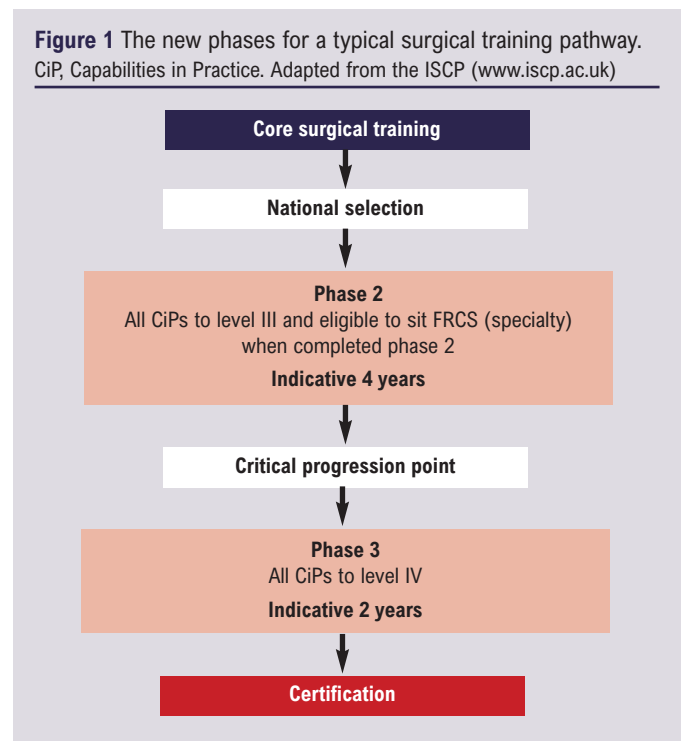 Figure 1 The new phases for a typical surgical training pathway.
CiP, Capabilities in Practice. Adapted from the ISCP (www.iscp.ac.uk)
Core surgical training
National selection
Phase 2
All CiPs to level III and eligible to sit FRCS (specialty)
when completed phase 2
Indicative 4 years
Critical progression point
Phase 3
All CiPs to level IV
Indicative 2 years
Certification